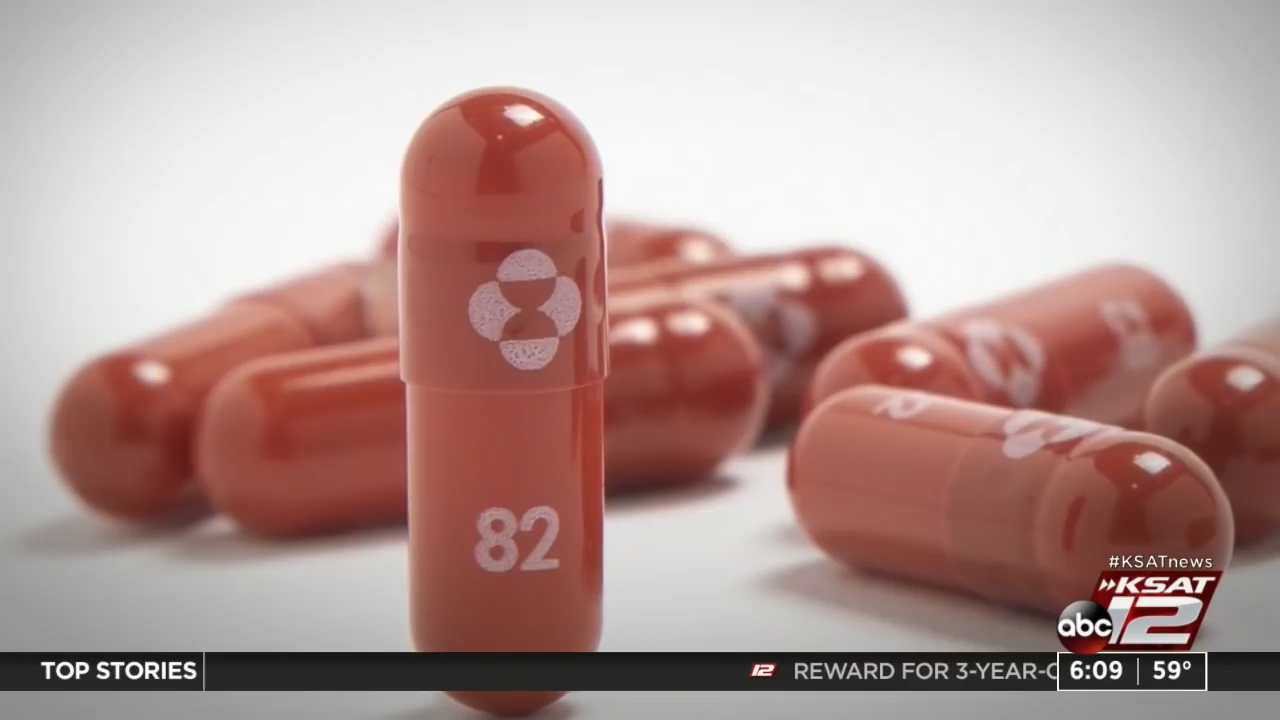 82
#KSATnews
KSAT
abc 12
TOP STORIES
12 REWARD FOR 3-YEAR-
6:09 59°